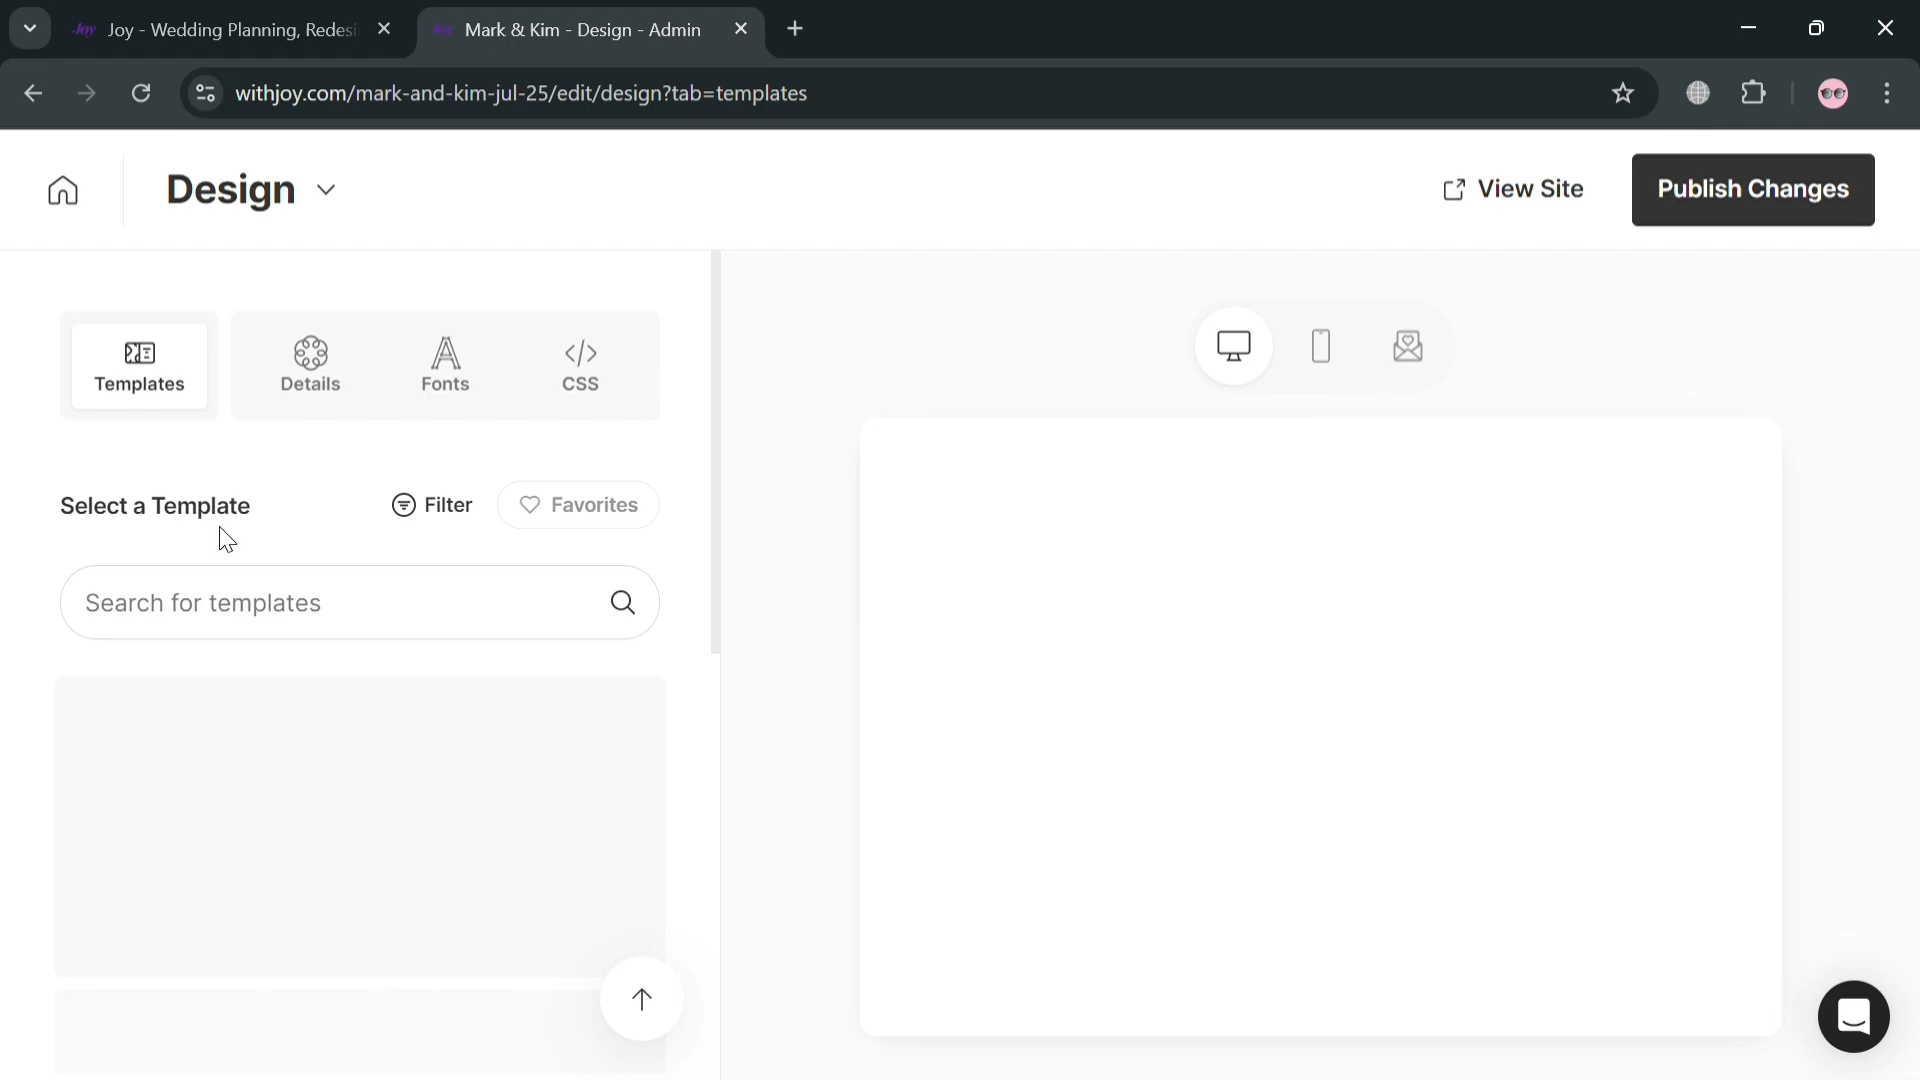 Joy - Wedding Planning, Redesi
Mark & Kim - Design - Admin
withjoy.com/mark-and-kim-jul-25/edit/design?tab=templates
Design
View Site
Publish Changes
Templates
Details
Fonts
CSS
Select a Template
Filter
Favorites
Search for templates